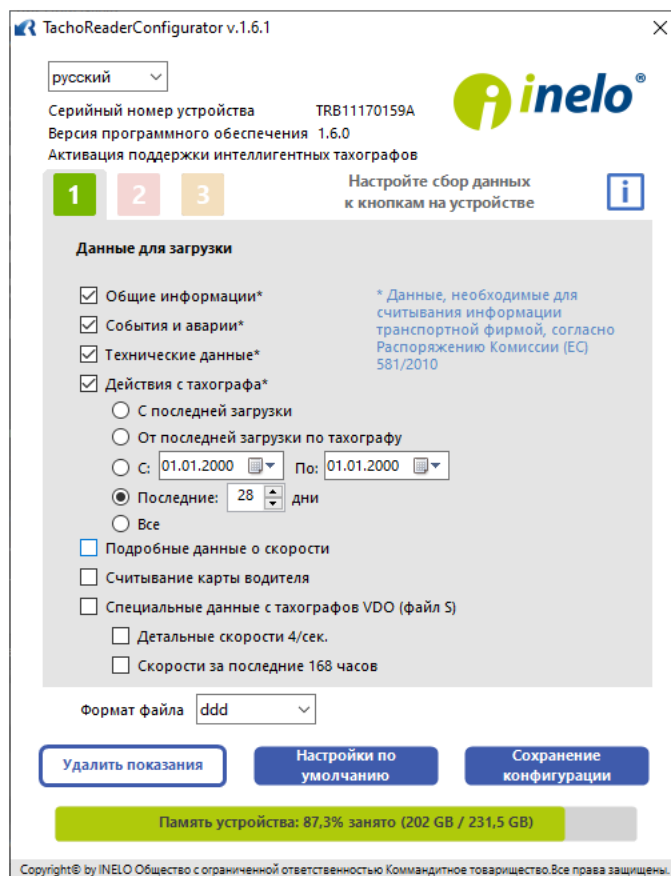 TachoReaderConfigurator v.1.6.1
русский
inelo®
Серийный номер устройства TRB11170159A
Версия программного обеспечения 1.6.0
Активация поддержки интеллигентных тахографов
1 2 3
Настройте сбор данных
к кнопкам на устройстве
i
Данные для загрузки
Общие информации*
События и аварии*
Технические данные*
Действия с тахографа*
* Данные, необходимые для
считывания информации
транспортной фирмой, согласно
Распоряжению Комиссии (ЕС)
581/2010
С последней загрузки
От последней загрузки по тахографу
С: 01.01.2000 По: 01.01.2000
Последние: 28 дни
Все
Подробные данные о скорости
Считывание карты водителя
Специальные данные с тахографов VDO (файл S)
Детальные скорости 4/сек.
Скорости за последние 168 часов
Формат файла ddd
Удалить показания
Настройки по
умолчанию
Сохранение
конфигурации
Память устройства: 87,3% занято (202 GB / 231,5 GB)
Copyright© by INELO Общество с ограниченной ответственностью Коммандитное товарищество.Все права защищены.